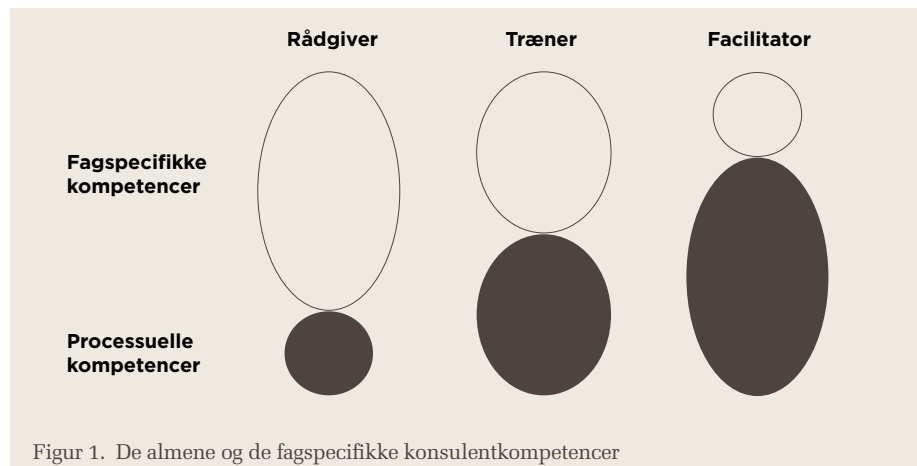 Rådgiver Træner Facilitator
Fagspecifikke
kompetencer
Processuelle
kompetencer
Figur 1. De almene og de fagspecifikke konsulentkompetencer